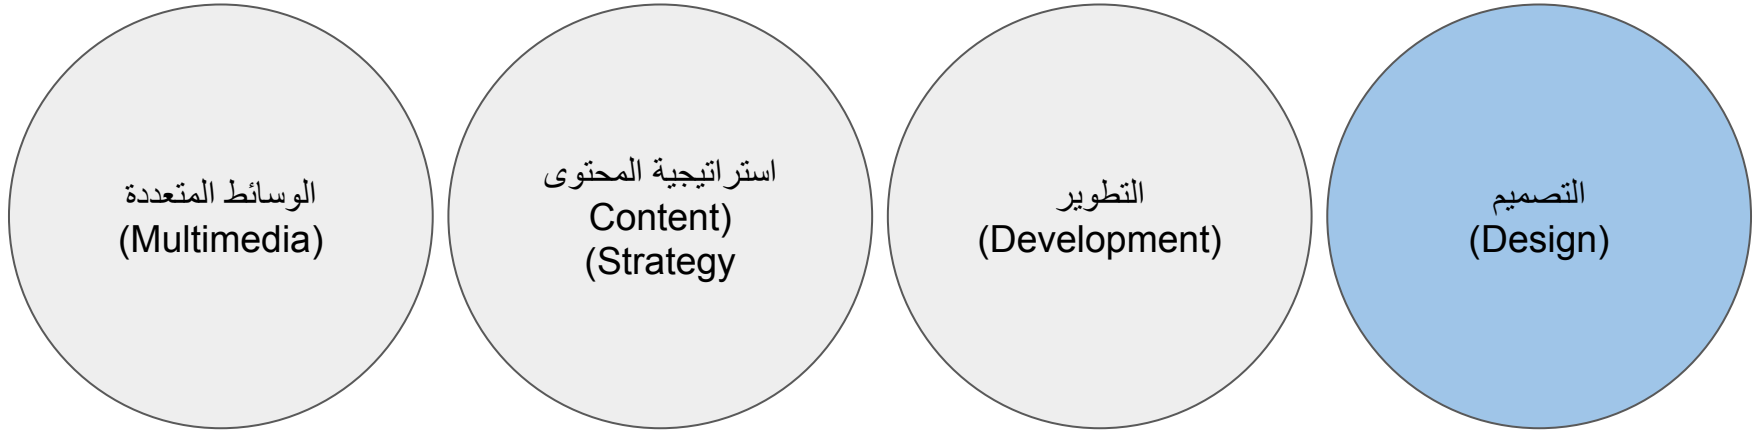 التصميم
(Design)
التطوير
(Development)
استراتيجية المحتوى
Content)
(Strategy
الوسائط المتعددة
(Multimedia)